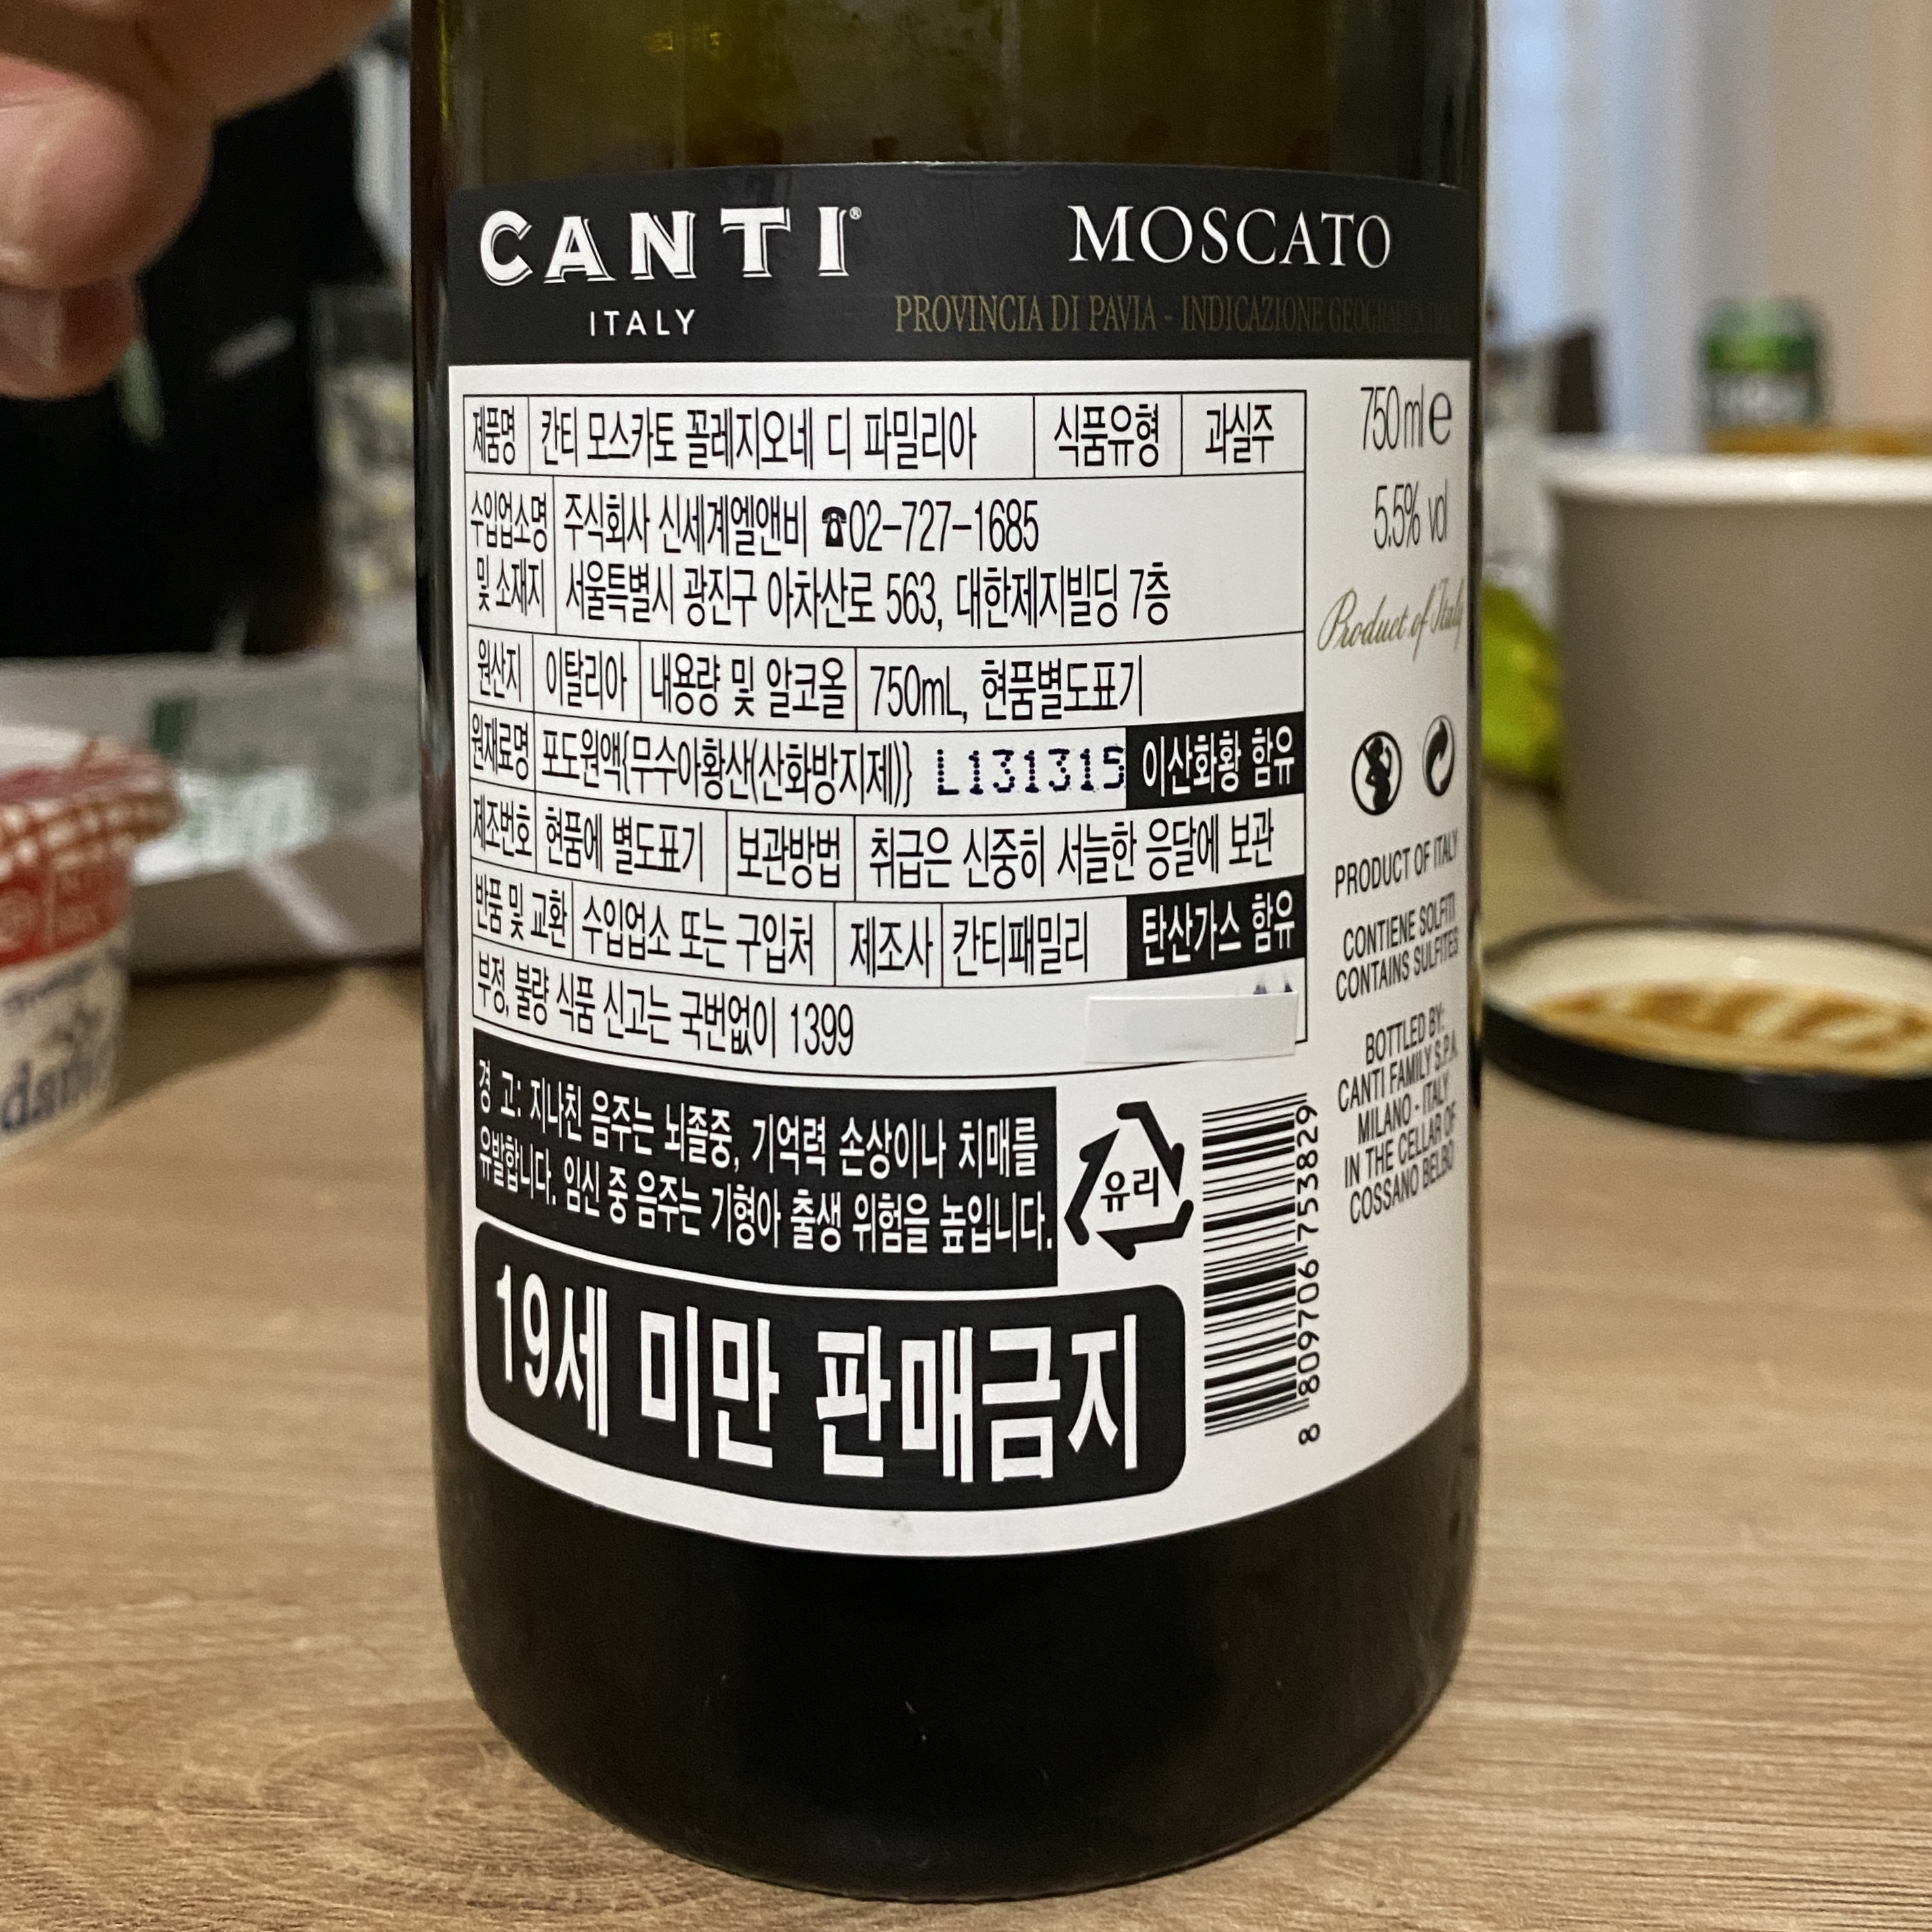 CANTI®
ITALY
MOSCATO
PROVINCIA DI PAVIA - INDICAZIONE GEOGRAFICA
제품명 칸티 모스카토 꼴레지오네 디 파밀리아 식품유형 과실주
수입업소명 및 소재지 주식회사 신세계엘앤비 ☎02-727-1685
서울특별시 광진구 아차산로 563, 대한제지빌딩 7층
원산지 이탈리아 내용량 및 알코올 750mL, 현품별도표기
원재료명 포도원액{무수아황산(산화방지제)} L131315 이산화황 함유
제조번호 현품에 별도표기 보관방법 취급은 신중히 서늘한 응달에 보관
반품 및 교환 수입업소 또는 구입처 제조사 칸티패밀리 탄산가스 함유
부정, 불량 식품 신고는 국번없이 1399
경 고: 지나친 음주는 뇌졸중, 기억력 손상이나 치매를
유발합니다. 임신 중 음주는 기형아 출생 위험을 높입니다.
유리
19세 미만 판매금지
8 809706 753829
750 ml e
5.5% vol
Product of Italy
PRODUCT OF ITALY
CONTIENE SOLFITI
CONTAINS SULFITES
BOTTLED BY:
CANTI FAMILY S.P.A.
MILANO - ITALY
IN THE CELLAR OF
COSSANO BELBO